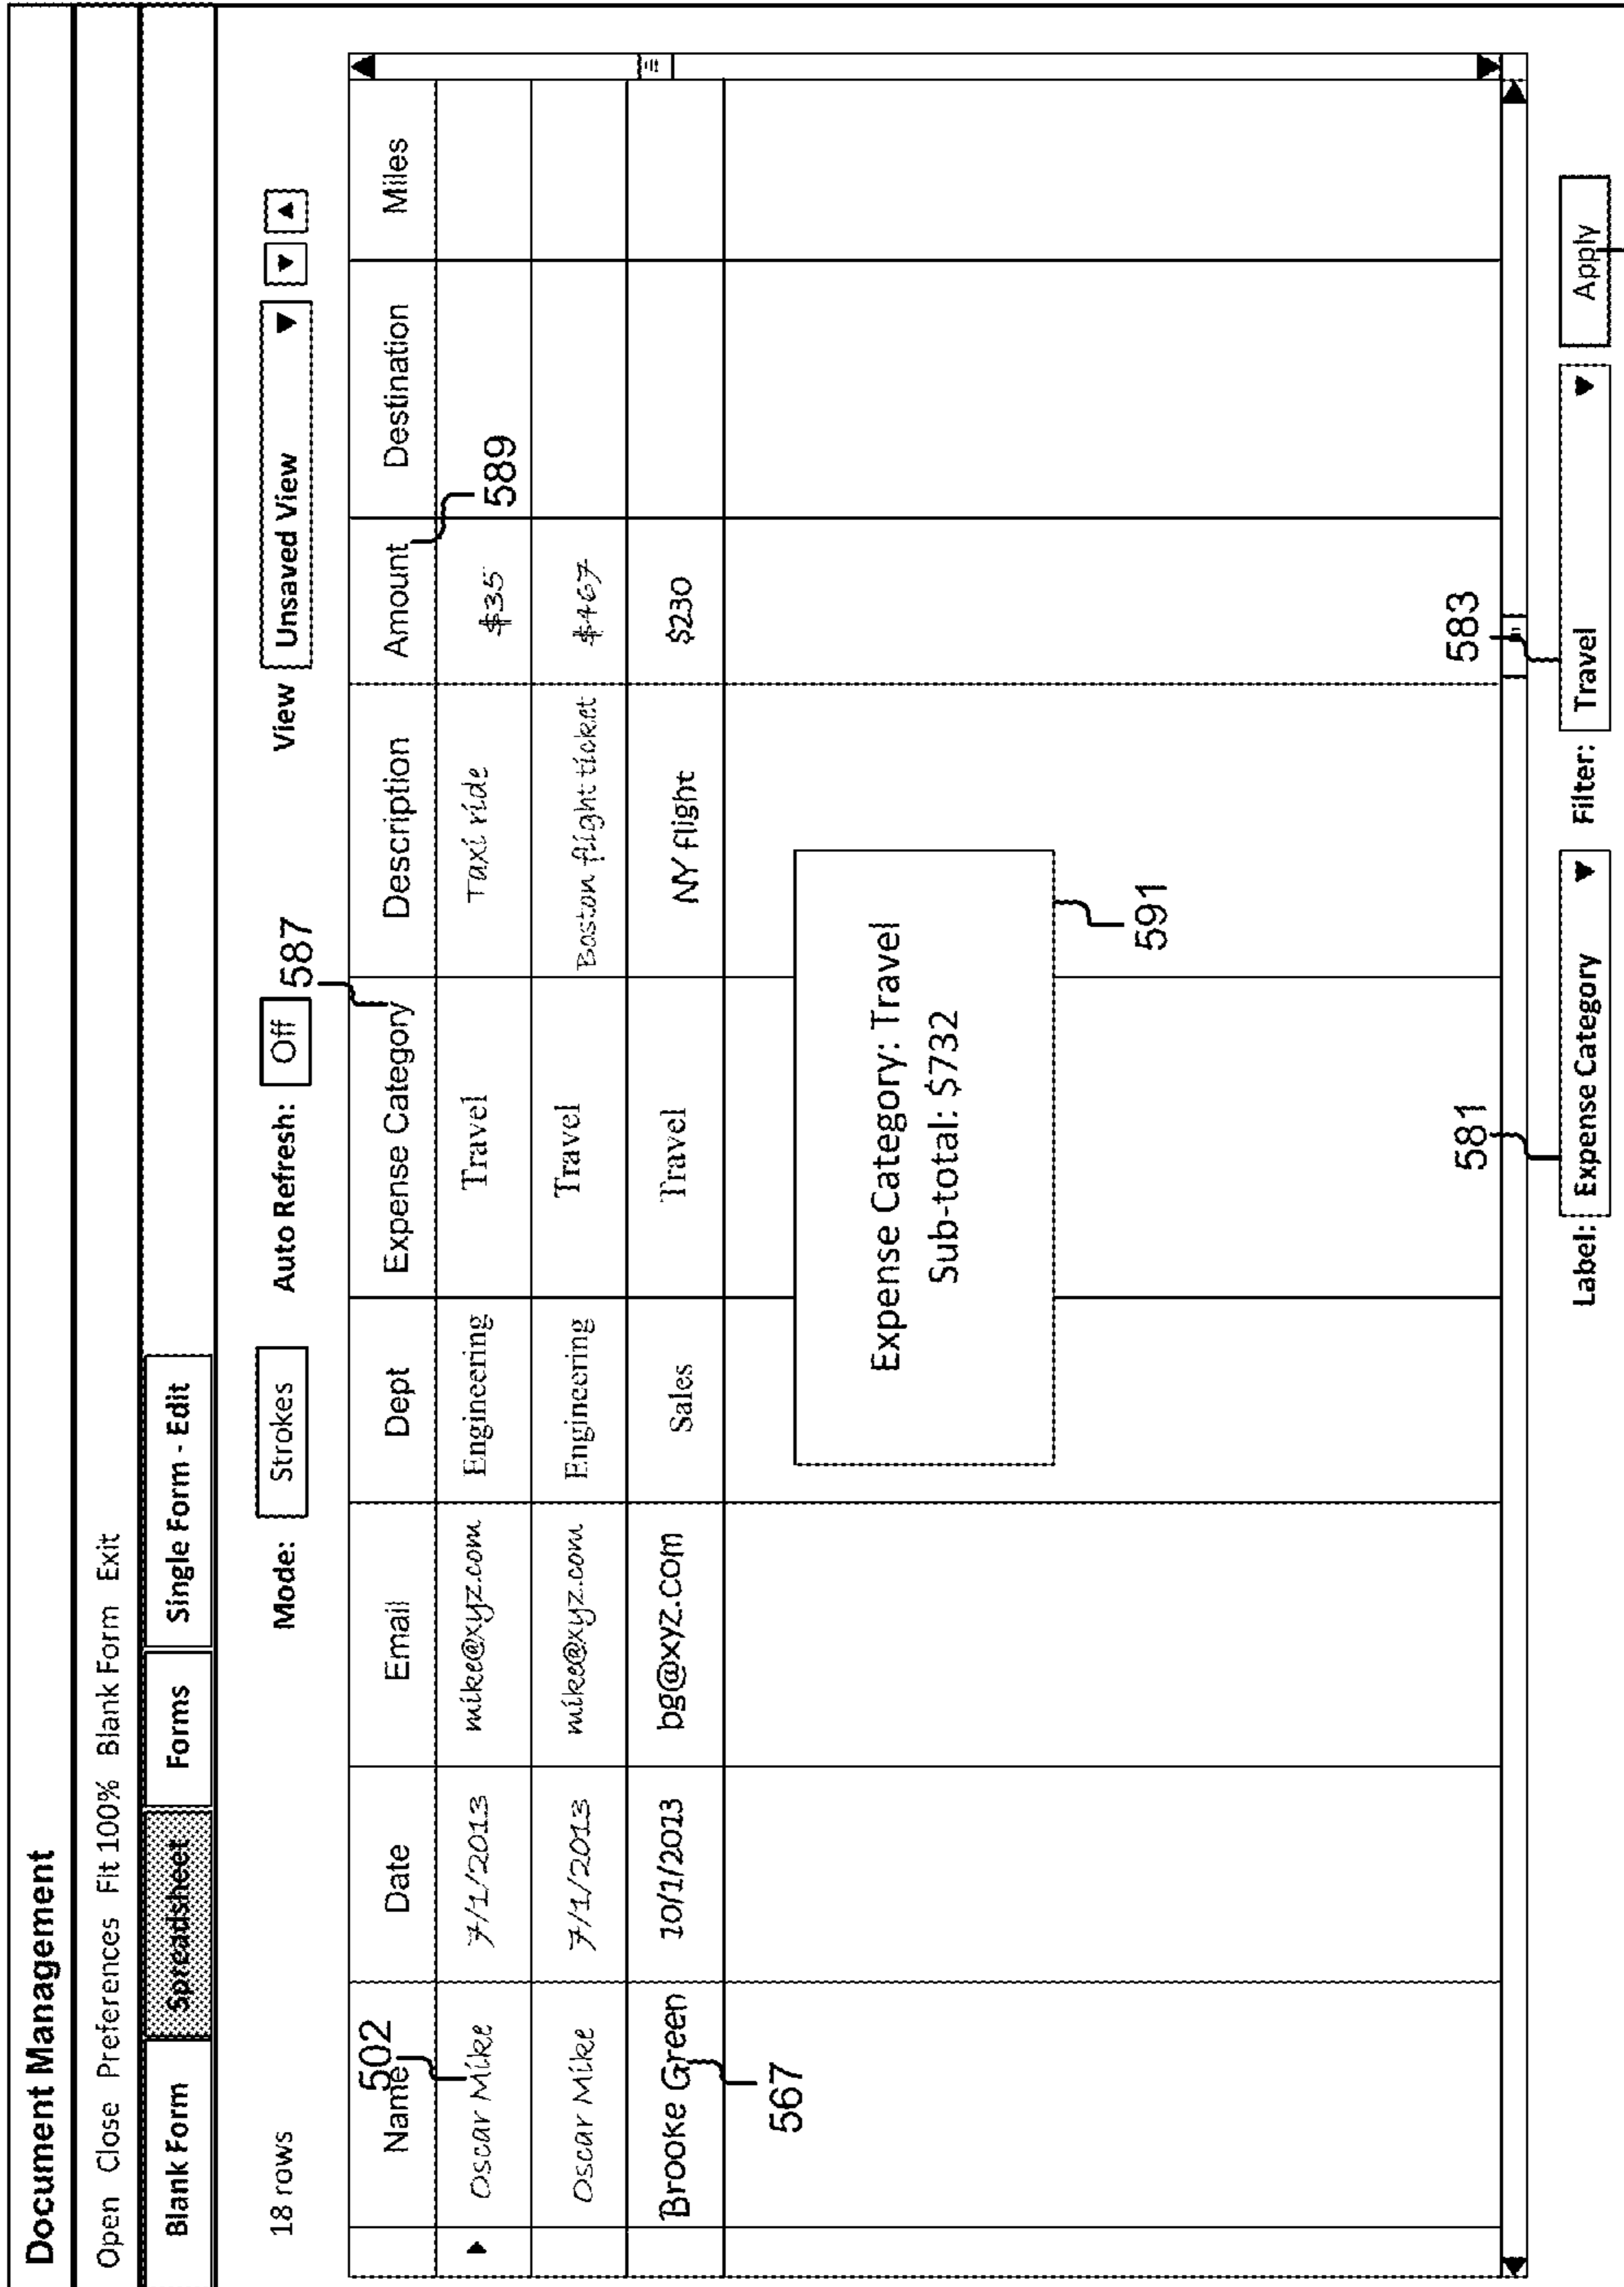 Document Management
Open Close Preferences Fit 100% Blank Form Exit
Blank Form Spreadsheet Forms Single Form - Edit
18 rows Mode: Strokes Auto Refresh: Off View Unsaved View
587
502
Name Date Email Dept Expense Category Description Amount Destination Miles
589
Oscar Mike 7/1/2013 mike@xyz.com Engineering Travel Taxi ride $35
Oscar Mike 7/1/2013 mike@xyz.com Engineering Travel Boston flight ticket $467
Brooke Green 10/1/2013 bg@xyz.com Sales Travel NY flight $230
567
Expense Category: Travel
Sub-total: $732
591
581 583
Label: Expense Category Filter: Travel Apply